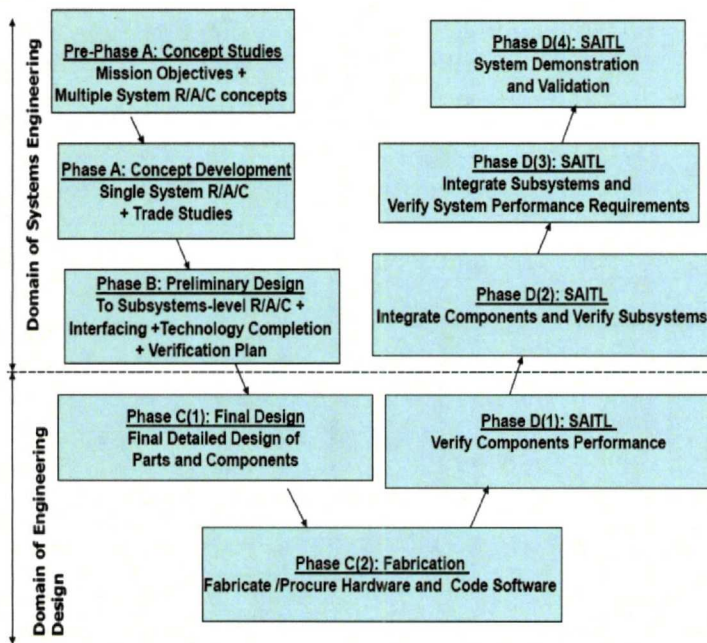 Domain of Systems Engineering
Domain of Engineering
Design
Pre-Phase A: Concept Studies
Mission Objectives +
Multiple System R/A/C concepts
Phase A: Concept Development
Single System R/A/C
+ Trade Studies
Phase B: Preliminary Design
To Subsystems-level R/A/C +
Interfacing +Technology Completion
+ Verification Plan
Phase C(1): Final Design
Final Detailed Design of
Parts and Components
Phase C(2): Fabrication
Fabricate /Procure Hardware and Code Software
Phase D(1): SAITL
Verify Components Performance
Phase D(2): SAITL
Integrate Components and Verify Subsystems
Phase D(3): SAITL
Integrate Subsystems and
Verify System Performance Requirements
Phase D(4): SAITL
System Demonstration
and Validation